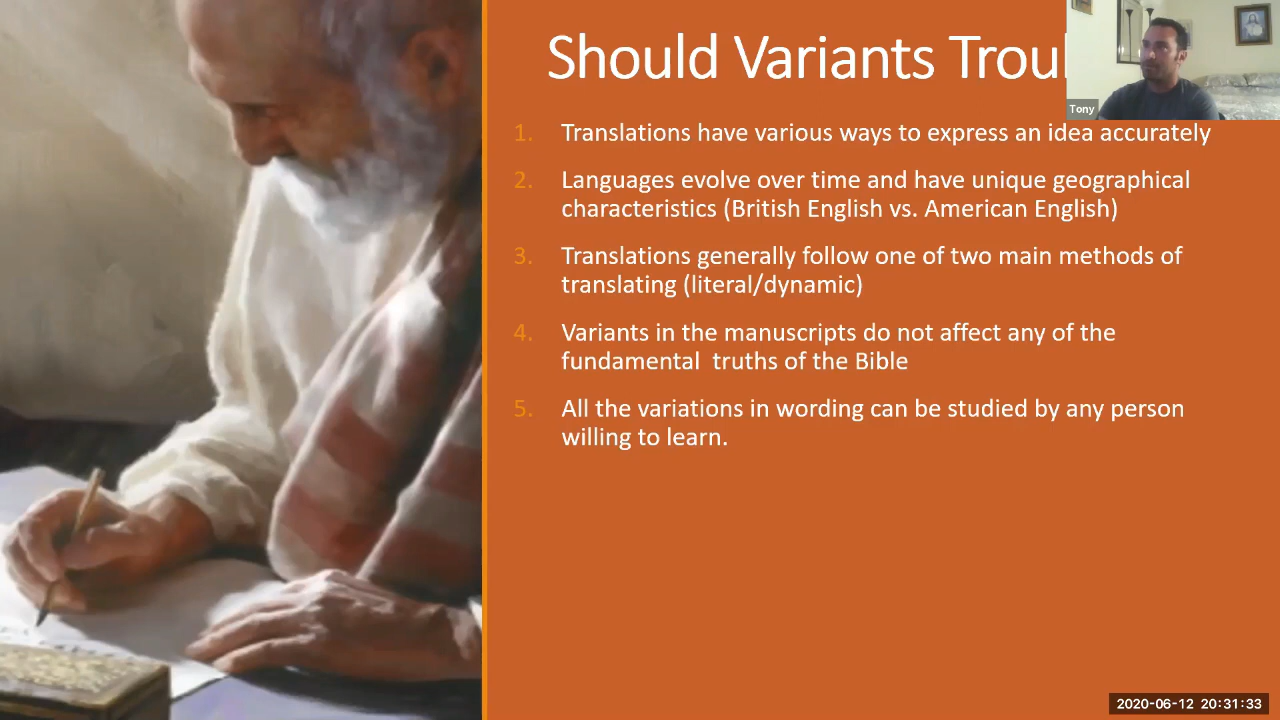 Should Variants
Tony
1. Translations have various ways to express an idea accurately
2. Languages evolve over time and have unique geographical
characteristics (British English vs. American English)
3. Translations generally follow one of two main methods of
translating (literal/dynamic)
4. Variants in the manuscripts do not affect any of the
fundamental  truths of the Bible
5. All the variations in wording can be studied by any person
willing to learn.
2020-06-12 20:31:33